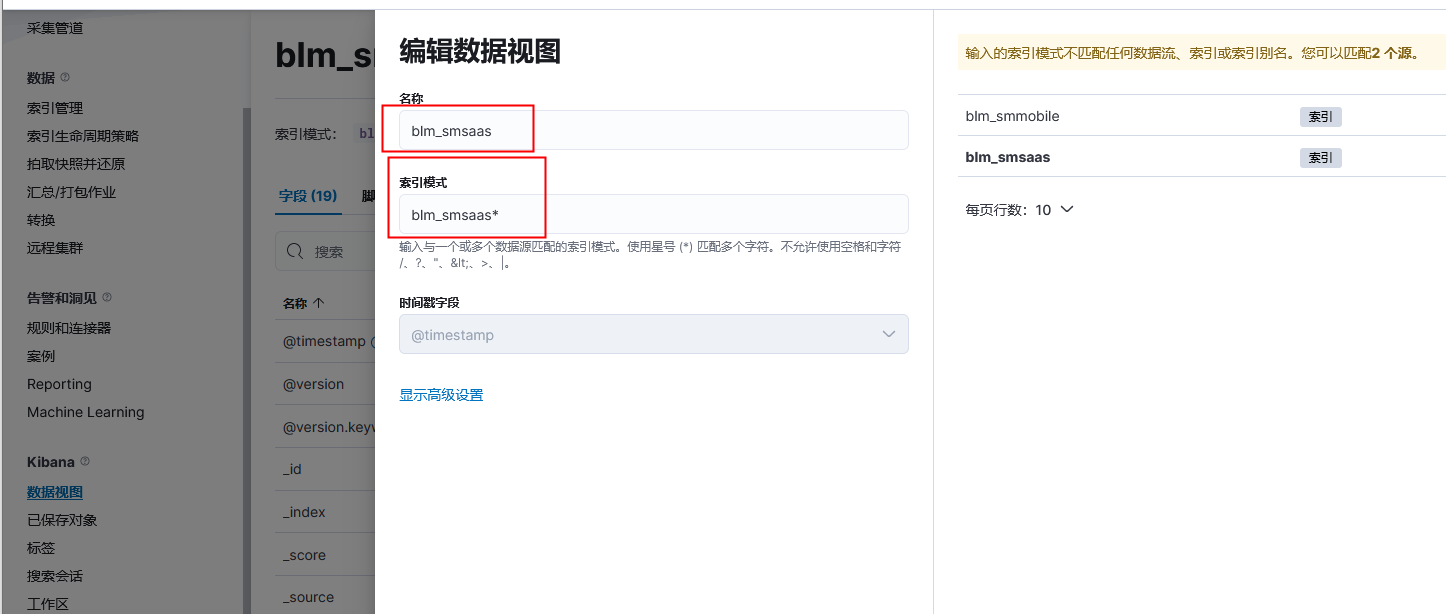 采集管道
数据
索引管理
索引生命周期策略
拍取快照并还原
汇总/打包作业
转换
远程集群
告警和洞见
规则和连接器
案例
Reporting
Machine Learning
Kibana
数据视图
已保存对象
标签
搜索会话
工作区
blm_s
索引模式:
bl
字段 (19)
搜索
名称
@timestamp
@version
@version.key
_id
_index
_score
_source
编辑数据视图
名称
blm_smsaas
索引模式
blm_smsaas*
输入与一个或多个数据源匹配的索引模式。使用星号 (*) 匹配多个字符。不允许使用空格和字符
/、?、"、&lt;、>、|。
时间戳字段
@timestamp
显示高级设置
输入的索引模式不匹配任何数据流、索引或索引别名。您可以匹配2 个源。
blm_smmobile 索引
blm_smsaas 索引
每页行数: 10